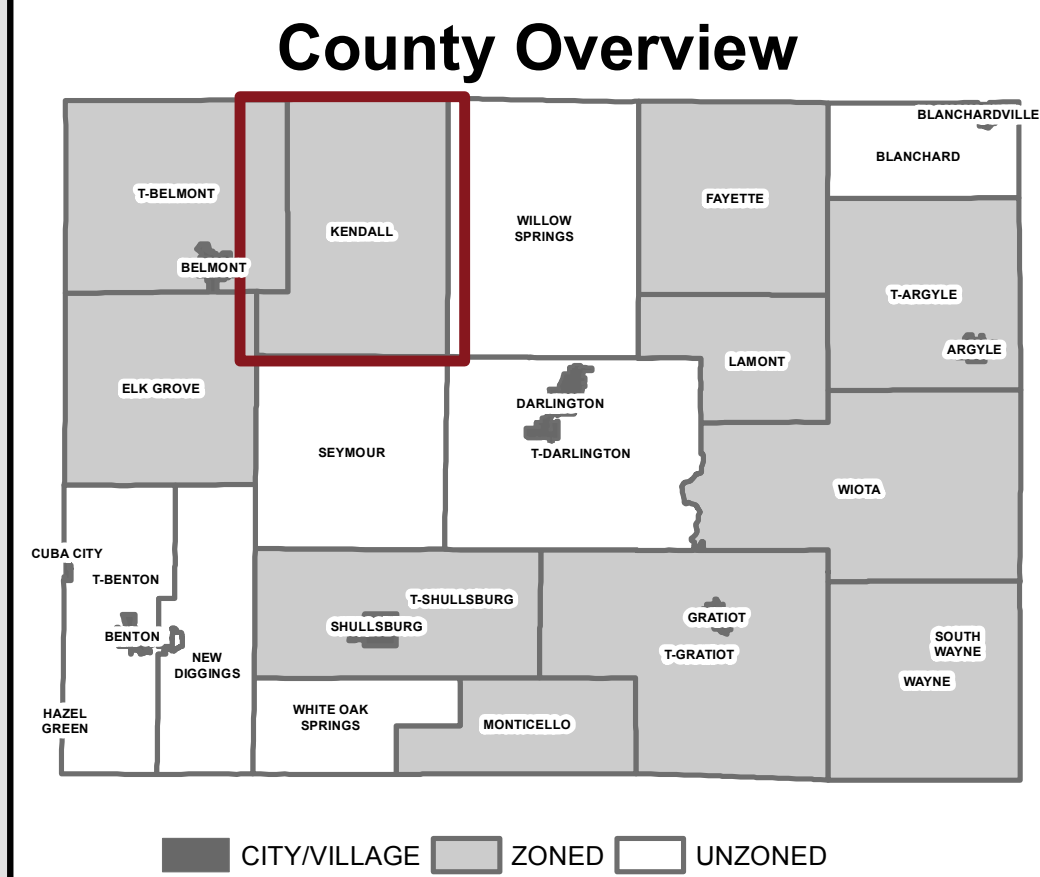 County Overview
BLANCHARDVILLE
BLANCHARD
T-BELMONT
FAYETTE
WILLOW
SPRINGS
KENDALL
BELMONT
T-ARGYLE
ARGYLE
LAMONT
ELK GROVE
DARLINGTON
SEYMOUR
T-DARLINGTON
WIOTA
CUBA CITY
T-BENTON
T-SHULLSBURG
GRATIOT
SHULLSBURG
BENTON
SOUTH
WAYNE
T-GRATIOT
NEW
DIGGINGS
WAYNE
HAZEL
GREEN
WHITE OAK
SPRINGS
MONTICELLO
CITY/VILLAGE ZONED UNZONED